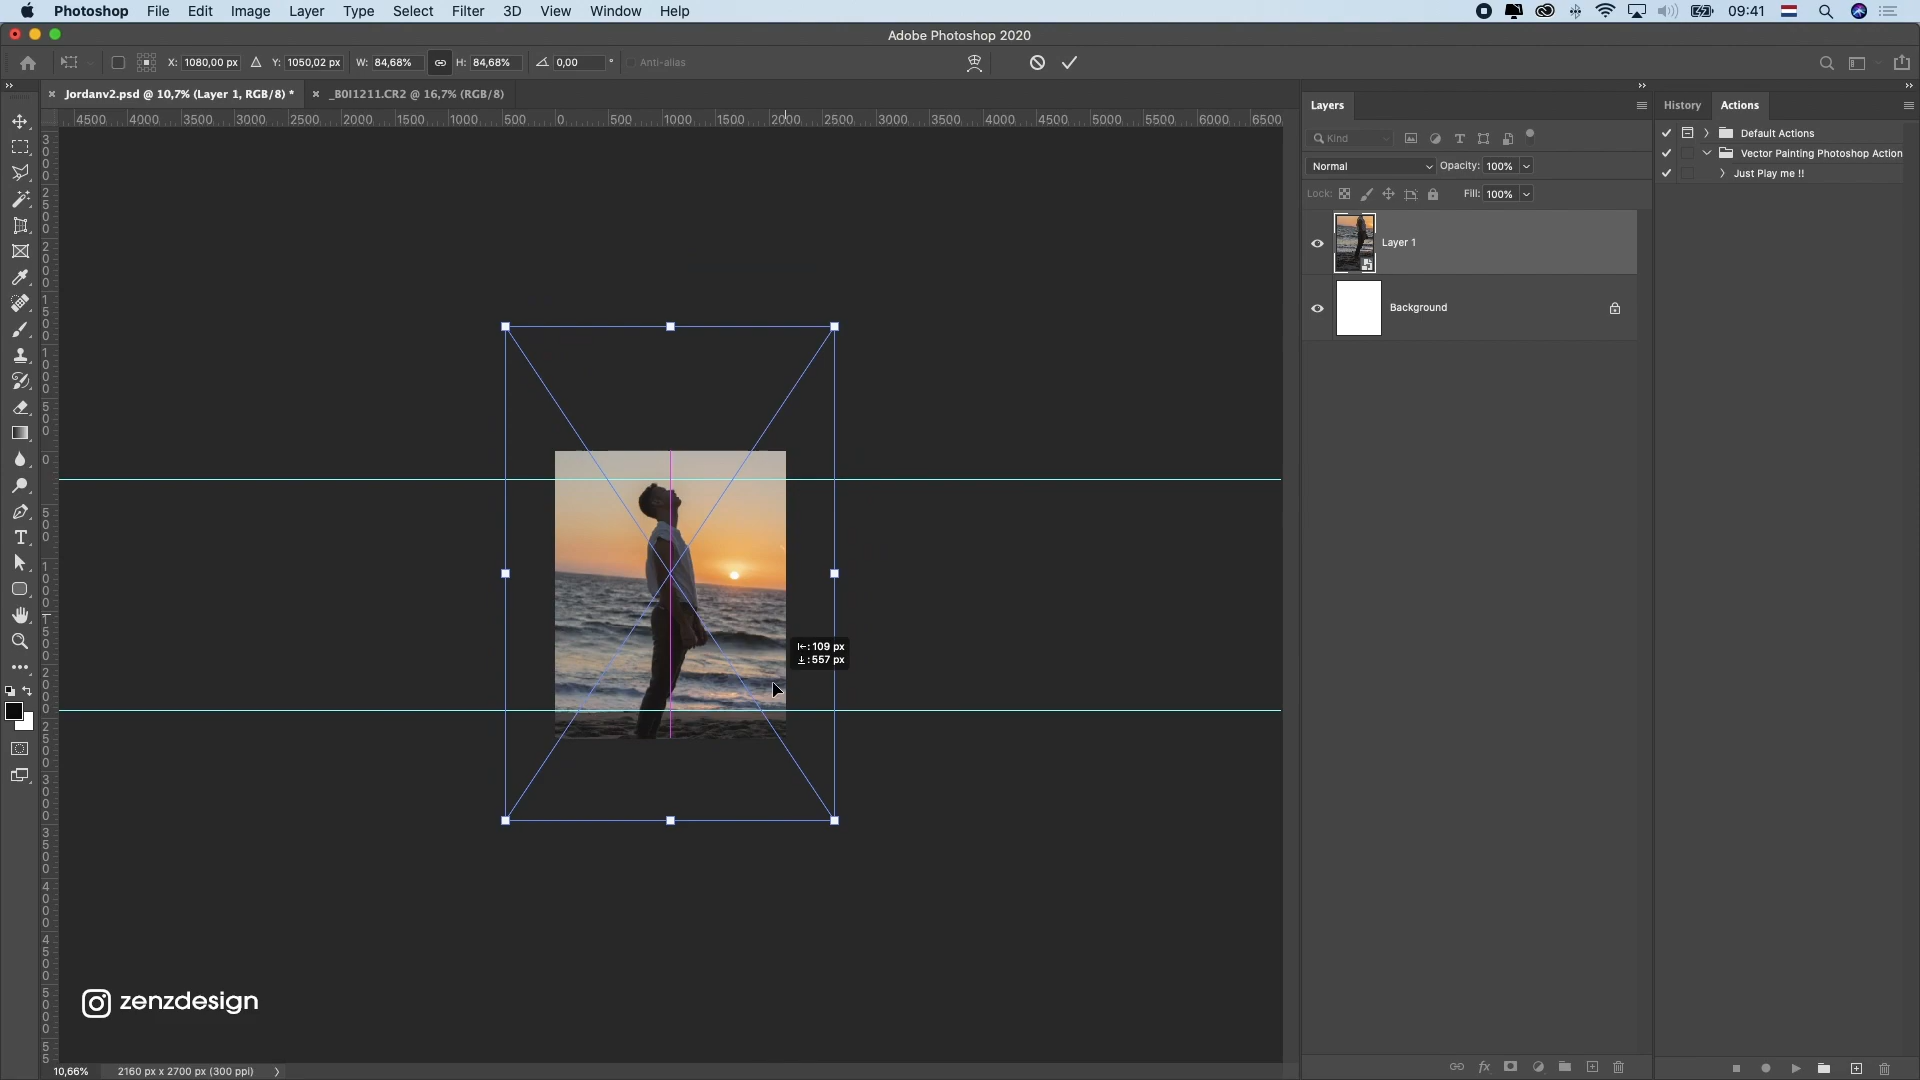 Photoshop File Edit Image Layer Type Select Filter 3D View Window Help 09:41
Adobe Photoshop 2020
X: 1080,00 px Y: 1050,02 px W: 84,68% H: 84,68% 0,00 ° Anti-alias
Jordanv2.psd @ 10,7% (Layer 1, RGB/8) * _B0I1211.CR2 @ 16,7% (RGB/8)
4500 4000 3500 3000 2500 2000 1500 1000 500 0 500 1000 1500 2000 2500 3000 3500 4000 4500 5000 5500 6000 6500
Layers
Kind
Normal Opacity: 100%
Lock: Fill: 100%
Layer 1
Background
History Actions
Default Actions
Vector Painting Photoshop Action
Just Play me !!
: 109 px
: 557 px
zenzdesign
10,66% 2160 px x 2700 px (300 ppi)